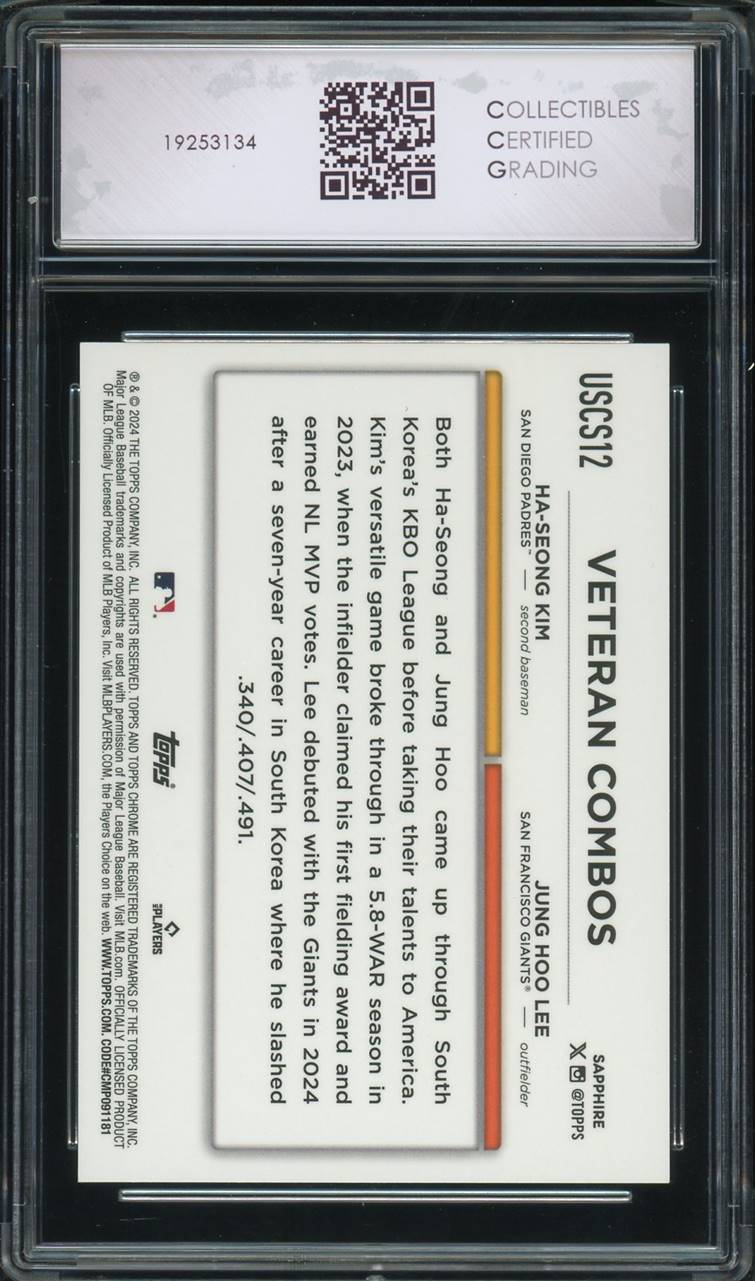 19253134
COLLECTIBLES
CERTIFIED
GRADING
USCS12
VETERAN COMBOS
SAPPHIRE
@TOPPS
HA-SEONG KIM
SAN DIEGO PADRES™ — second baseman
JUNG HOO LEE
SAN FRANCISCO GIANTS® — outfielder
Both Ha-Seong and Jung Hoo came up through South
Korea's KBO League before taking their talents to America.
Kim's versatile game broke through in a 5.8-WAR season in
2023, when the infielder claimed his first fielding award and
earned NL MVP votes. Lee debuted with the Giants in 2024
after a seven-year career in South Korea where he slashed
.340/.407/.491.
topps
MLB PLAYERS
® & © 2024 THE TOPPS COMPANY, INC. ALL RIGHTS RESERVED. TOPPS AND TOPPS CHROME ARE REGISTERED TRADEMARKS OF THE TOPPS COMPANY, INC.
Major League Baseball trademarks and copyrights are used with permission of Major League Baseball. Visit MLB.com. OFFICIALLY LICENSED PRODUCT
OF MLB. Officially Licensed Product of MLB Players, Inc. Visit MLBPLAYERS.COM, the Players Choice on the web. WWW.TOPPS.COM. CODE#CMP091181